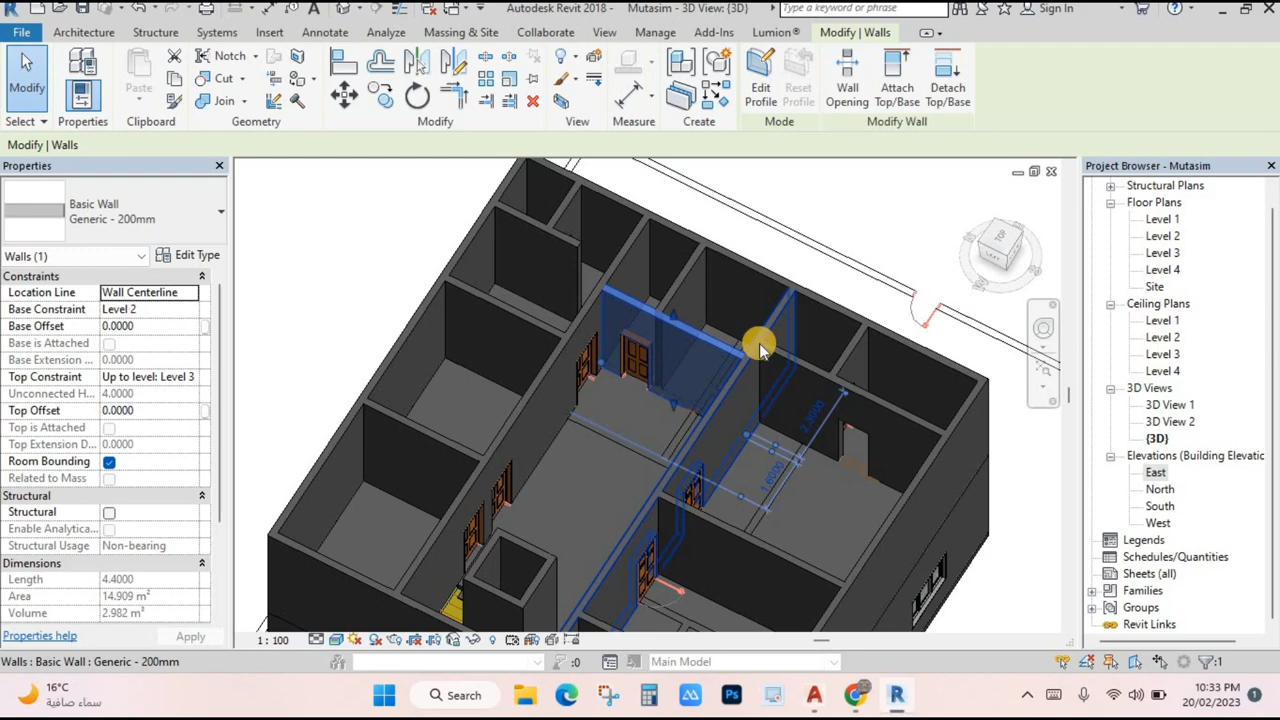 Autodesk Revit 2018 - Mutasim - 3D View: {3D}
Type a keyword or phrase
Sign In
File
Architecture
Structure
Systems
Insert
Annotate
Analyze
Massing & Site
Collaborate
View
Manage
Add-Ins
Lumion®
Modify | Walls
Modify
Select
Properties
Paste
Clipboard
Notch
Cut
Join
Geometry
Modify
View
Measure
Create
Edit Profile
Reset Profile
Mode
Wall Opening
Attach Top/Base
Detach Top/Base
Modify Wall
Modify | Walls
Properties
Basic Wall
Generic - 200mm
Walls (1)
Edit Type
Constraints
Location Line Wall Centerline
Base Constraint Level 2
Base Offset 0.0000
Base is Attached
Base Extension ... 0.0000
Top Constraint Up to level: Level 3
Unconnected H... 4.0000
Top Offset 0.0000
Top is Attached
Top Extension D... 0.0000
Room Bounding
Related to Mass
Structural
Structural
Enable Analytica...
Structural Usage Non-bearing
Dimensions
Length 4.4000
Area 14.909 m²
Volume 2.982 m³
Properties help
Apply
TOP
1.6000
Project Browser - Mutasim
Structural Plans
Floor Plans
Level 1
Level 2
Level 3
Level 4
Site
Ceiling Plans
Level 1
Level 2
Level 3
Level 4
3D Views
3D View 1
3D View 2
{3D}
Elevations (Building Elevatic
East
North
South
West
Legends
Schedules/Quantities
Sheets (all)
Families
Groups
Revit Links
1 : 100
Walls : Basic Wall : Generic - 200mm
:0
Main Model
:1
16°C
سماء صافية
Search
Ps
10:33 PM
20/02/2023